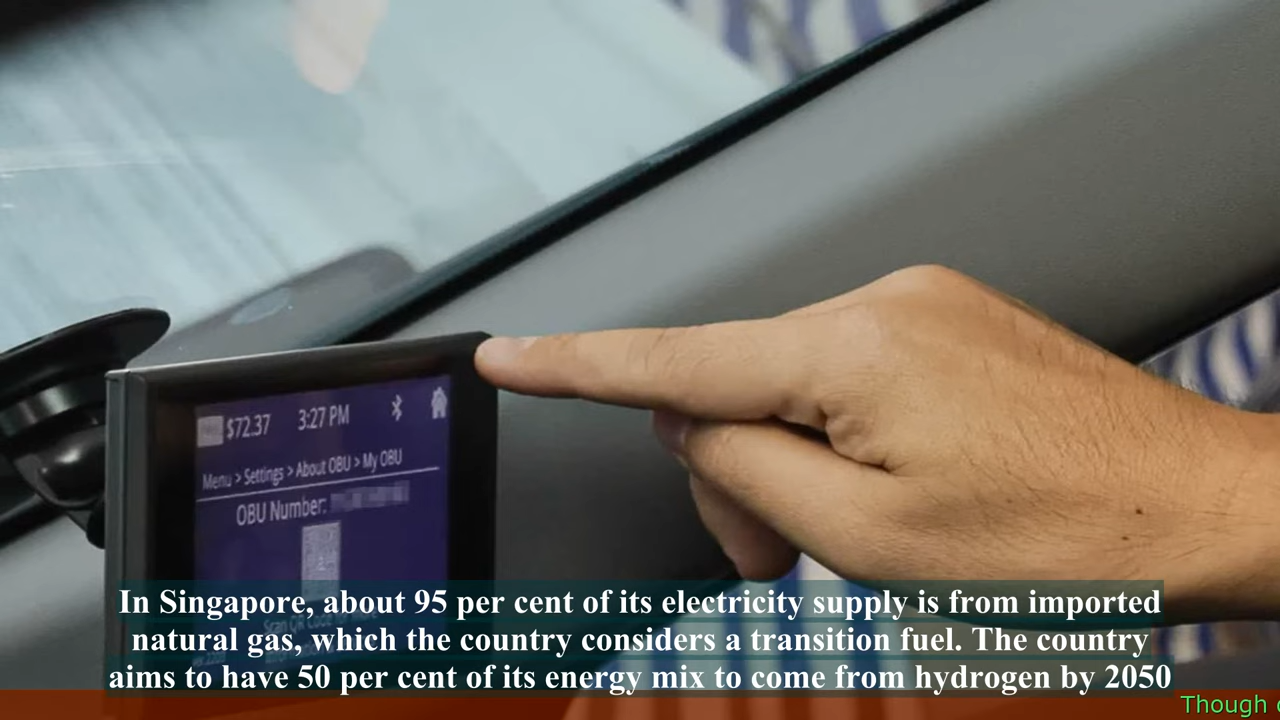 $72.37 3:27 PM
Menu > Settings > About OBU > My OBU
OBU Number:
In Singapore, about 95 per cent of its electricity supply is from imported
natural gas, which the country considers a transition fuel. The country
aims to have 50 per cent of its energy mix to come from hydrogen by 2050
Though